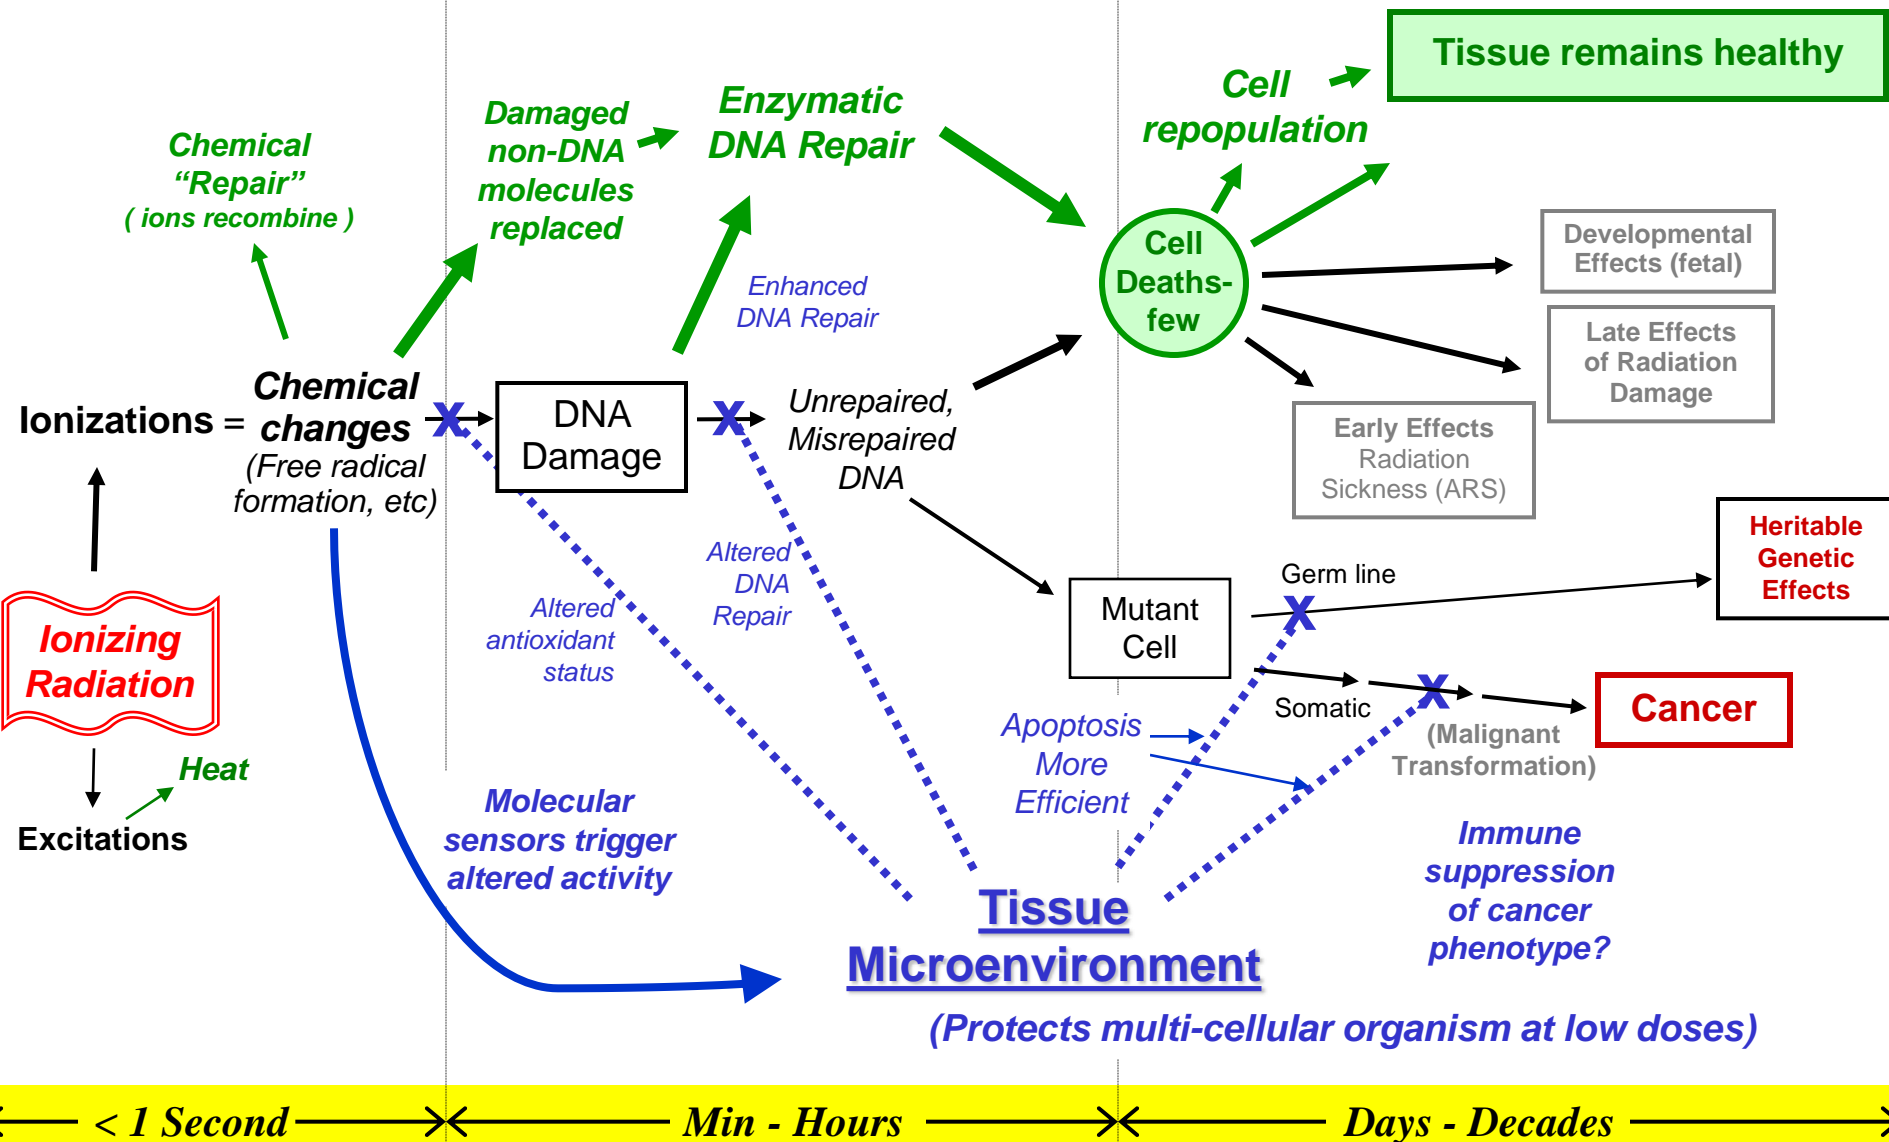 Tissue remains healthy
Cell
repopulation
Enzymatic
DNA Repair
Damaged
non-DNA
molecules
replaced
Chemical
“Repair”
( ions recombine )
Cell
Deaths-
few
Developmental
Effects (fetal)
Enhanced
DNA Repair
Late Effects
of Radiation
Damage
Ionizations =
Chemical
changes
(Free radical
formation, etc)
X
DNA
Damage
X
Unrepaired,
Misrepaired
DNA
Early Effects
Radiation
Sickness (ARS)
Heritable
Genetic
Effects
Altered
DNA
Repair
Altered
antioxidant
status
Germ line
X
Mutant
Cell
Ionizing
Radiation
X
Somatic
Cancer
(Malignant
Transformation)
Apoptosis
More
Efficient
Heat
Excitations
Molecular
sensors trigger
altered activity
Immune
suppression
of cancer
phenotype?
Tissue
Microenvironment
(Protects multi-cellular organism at low doses)
< 1 Second
Min - Hours
Days - Decades